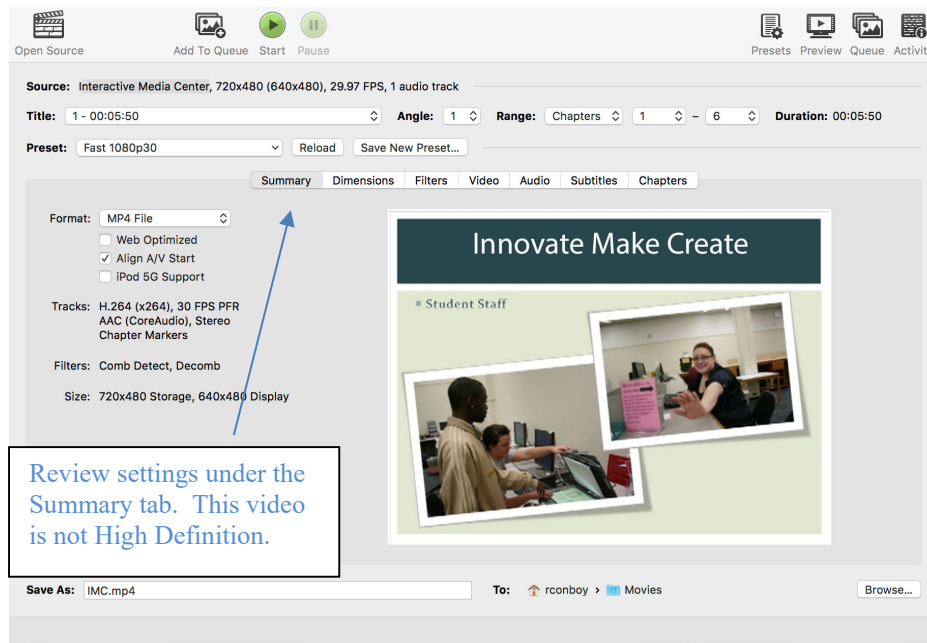 Open Source
Add To Queue
Start
Pause
Presets
Preview
Queue
Activit
Source: Interactive Media Center, 720x480 (640x480), 29.97 FPS, 1 audio track
Title: 1 - 00:05:50
Angle: 1
Range: Chapters 1 – 6
Duration: 00:05:50
Preset: Fast 1080p30
Reload
Save New Preset...
Summary
Dimensions
Filters
Video
Audio
Subtitles
Chapters
Format: MP4 File
Web Optimized
Align A/V Start
iPod 5G Support
Tracks: H.264 (x264), 30 FPS PFR
AAC (CoreAudio), Stereo
Chapter Markers
Filters: Comb Detect, Decomb
Size: 720x480 Storage, 640x480 Display
Innovate Make Create
Student Staff
Review settings under the
Summary tab. This video
is not High Definition.
Save As: IMC.mp4
To: rconboy › Movies
Browse...